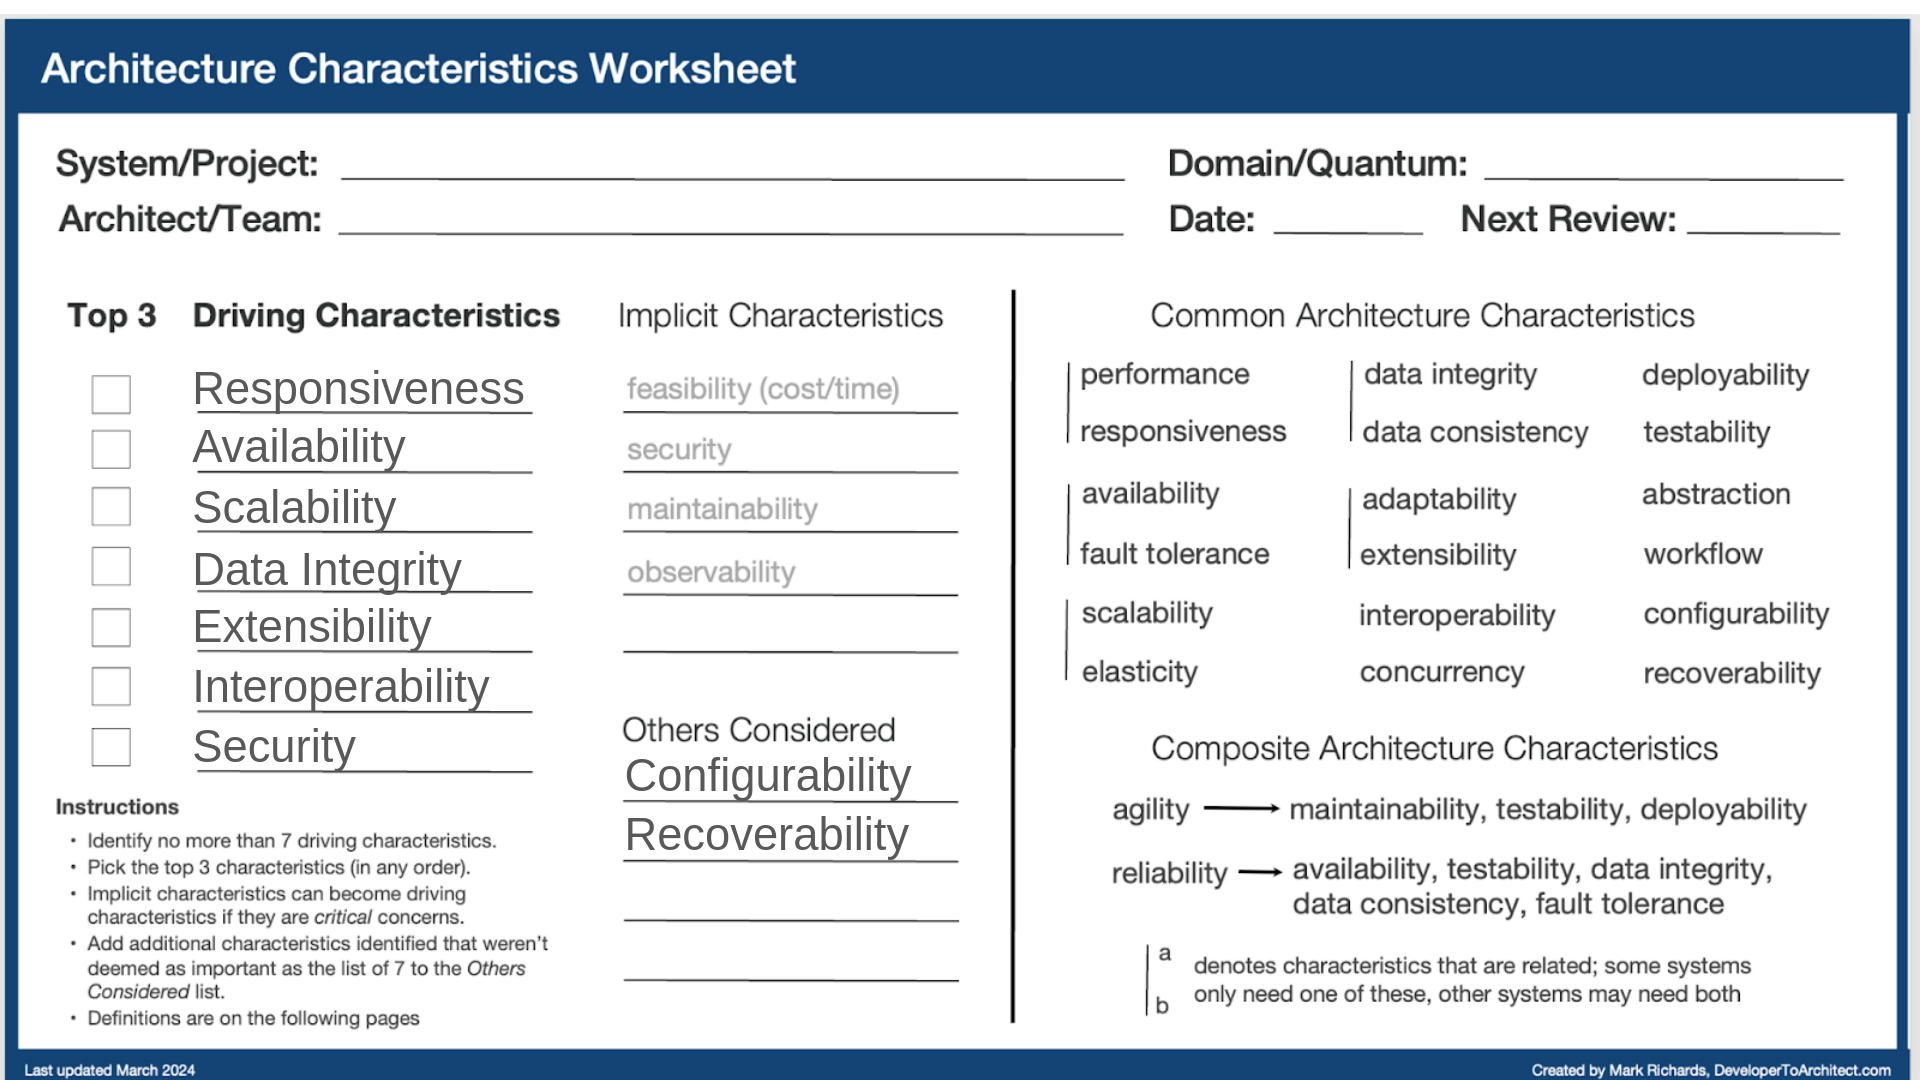 Architecture Characteristics Worksheet
System/Project:
Domain/Quantum:
Architect/Team:
Date:
Next Review:
Top 3
Driving Characteristics
Responsiveness
Availability
Scalability
Data Integrity
Extensibility
Interoperability
Security
Implicit Characteristics
feasibility (cost/time)
security
maintainability
observability
Others Considered
Configurability
Recoverability
Instructions
• Identify no more than 7 driving characteristics.
• Pick the top 3 characteristics (in any order).
• Implicit characteristics can become driving
characteristics if they are critical concerns.
• Add additional characteristics identified that weren't
deemed as important as the list of 7 to the Others
Considered list.
• Definitions are on the following pages
Common Architecture Characteristics
performance
responsiveness
availability
fault tolerance
scalability
elasticity
data integrity
data consistency
adaptability
extensibility
interoperability
concurrency
deployability
testability
abstraction
workflow
configurability
recoverability
Composite Architecture Characteristics
agility → maintainability, testability, deployability
reliability → availability, testability, data integrity,
data consistency, fault tolerance
a
b
denotes characteristics that are related; some systems
only need one of these, other systems may need both
Last updated March 2024
Created by Mark Richards, DeveloperToArchitect.com